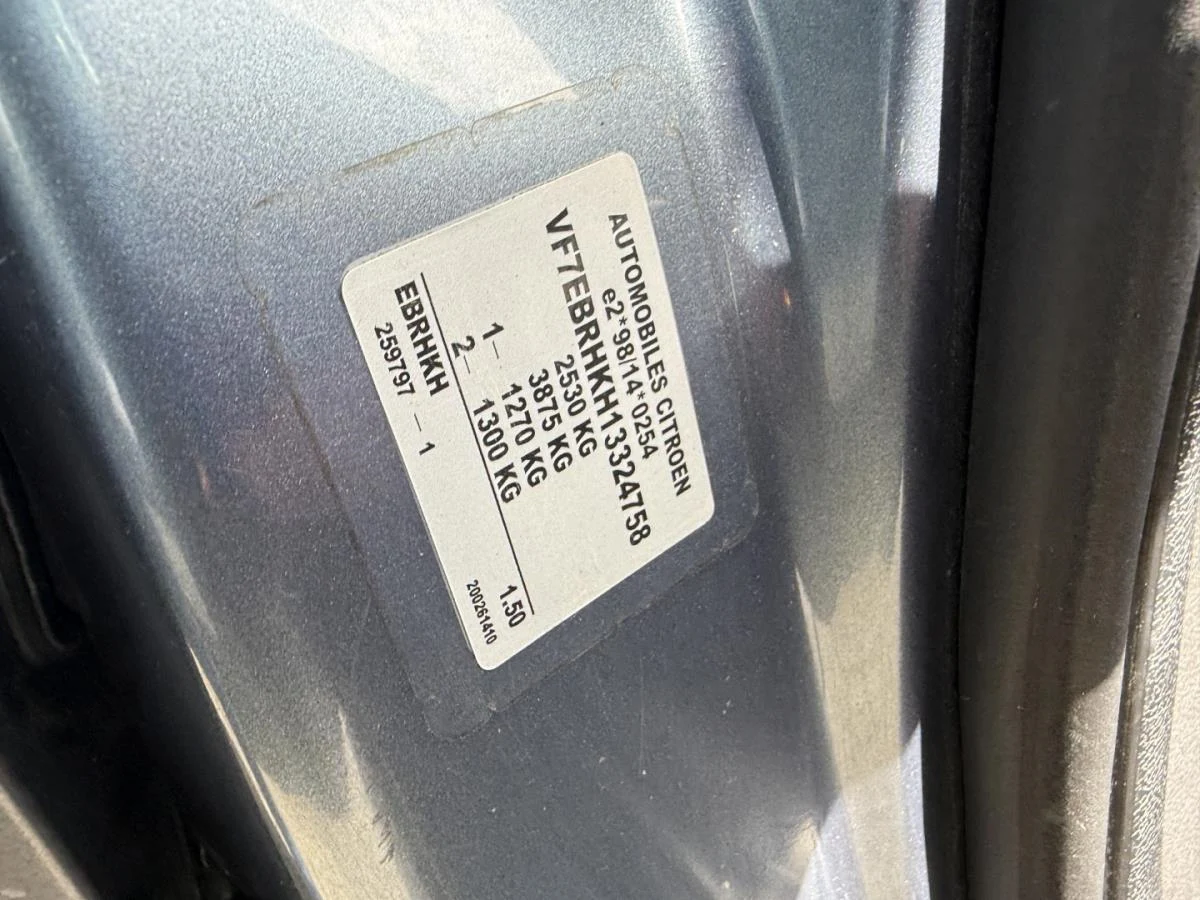 AUTOMOBILES CITROEN
e2*98/14*0254
VF7EBRHKH13324758
2530 KG
3875 KG
1- 1270 KG
2- 1300 KG
1.50
EBRHKH
200261410
259797 - 1